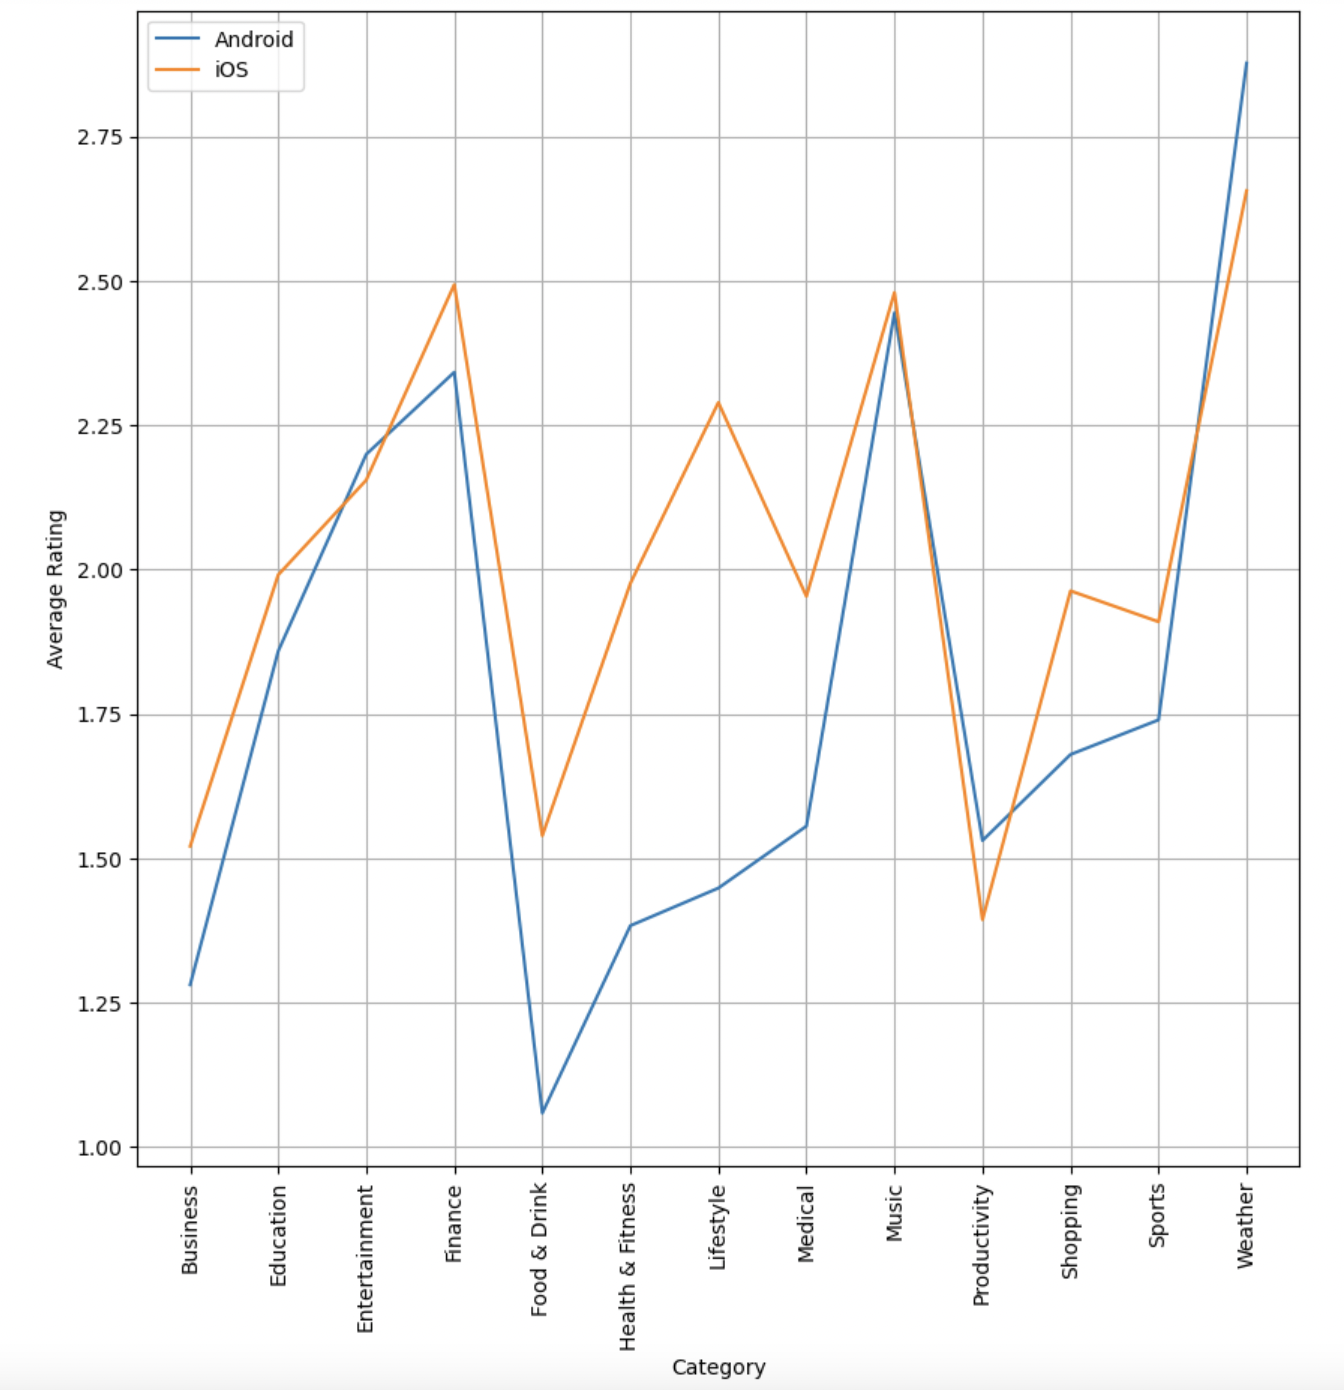 Android
iOS
2.75
2.50
2.25
2.00
1.75
1.50
1.25
1.00
Average Rating
Business
Education
Entertainment
Finance
Food & Drink
Health & Fitness
Lifestyle
Medical
Music
Productivity
Shopping
Sports
Weather
Category